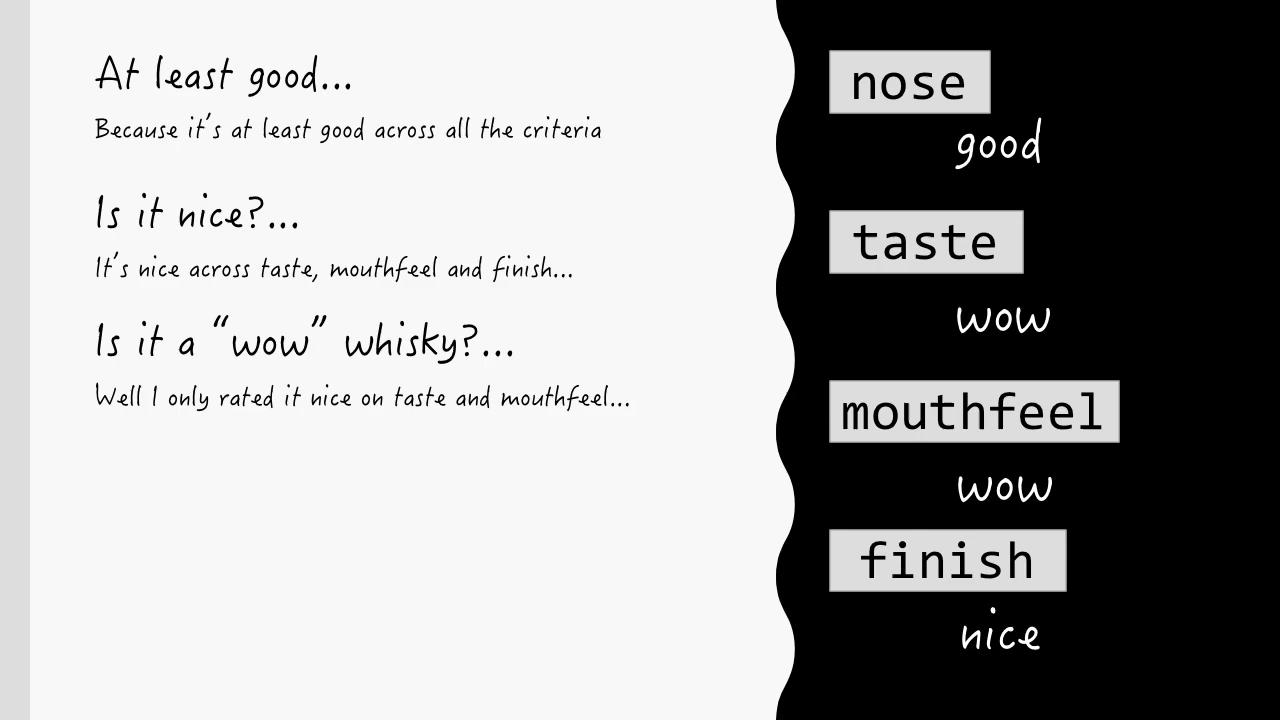 At least good...
Because it's at least good across all the criteria
Is it nice?...
It's nice across taste, mouthfeel and finish...
Is it a “wow” whisky?...
Well I only rated it nice on taste and mouthfeel...
nose
good
taste
wow
mouthfeel
wow
finish
nice